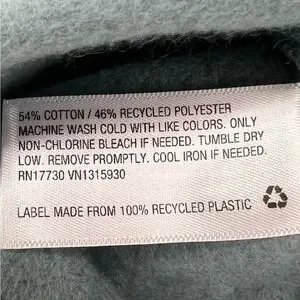 54% COTTON / 46% RECYCLED POLYESTER
MACHINE WASH COLD WITH LIKE COLORS. ONLY
NON-CHLORINE BLEACH IF NEEDED. TUMBLE DRY
LOW. REMOVE PROMPTLY. COOL IRON IF NEEDED.
RN17730 VN1315930
LABEL MADE FROM 100% RECYCLED PLASTIC